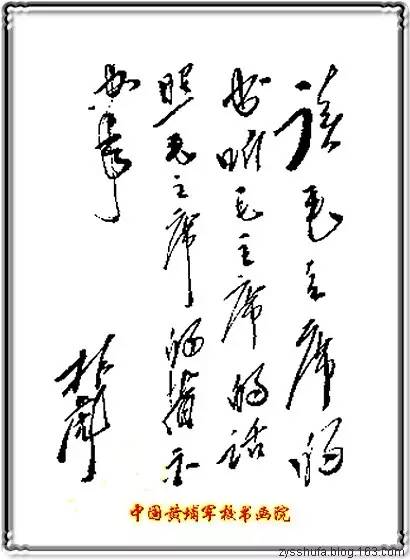 读毛主席的
书听毛主席的话
照毛主席的指示
办事
林彪
中国黄埔军校书画院
zysshufa.blog.163.com